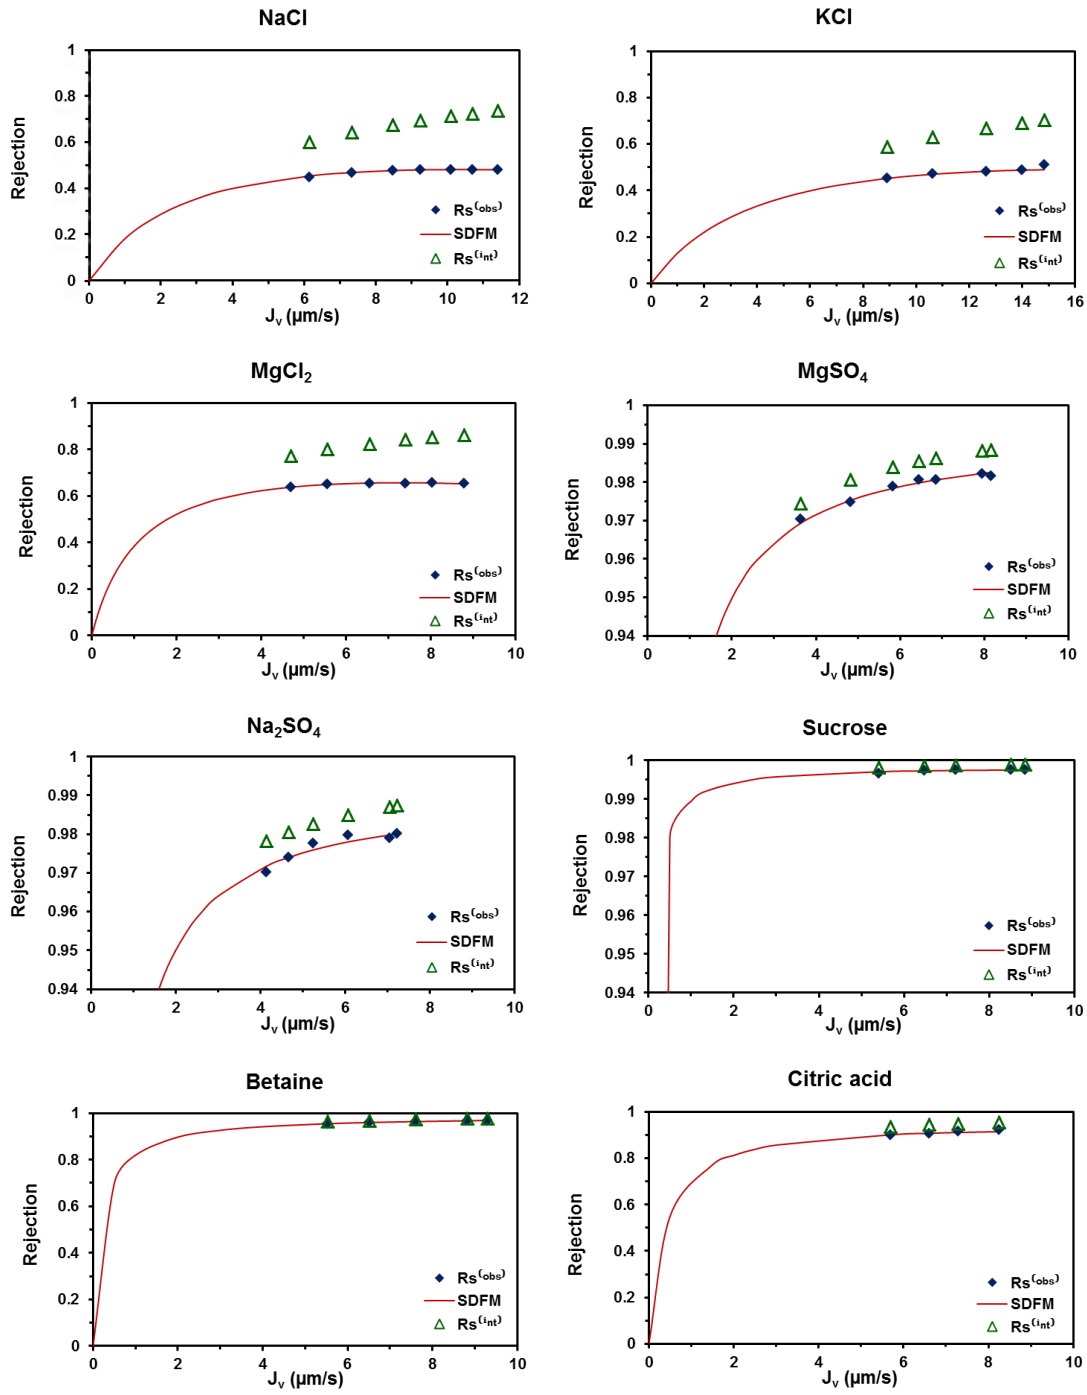 NaCl
Rejection
1
0.8
0.6
0.4
0.2
0
0 2 4 6 8 10 12
Jv (µm/s)
Rs(obs)
SDFM
Rs(int)
KCl
Rejection
1
0.8
0.6
0.4
0.2
0
0 2 4 6 8 10 12 14 16
Jv (µm/s)
Rs(obs)
SDFM
Rs(int)
MgCl2
Rejection
1
0.8
0.6
0.4
0.2
0
0 2 4 6 8 10
Jv (µm/s)
Rs(obs)
SDFM
Rs(int)
MgSO4
Rejection
1
0.99
0.98
0.97
0.96
0.95
0.94
0 2 4 6 8 10
Jv (µm/s)
Rs(obs)
SDFM
Rs(int)
Na2SO4
Rejection
1
0.99
0.98
0.97
0.96
0.95
0.94
0 2 4 6 8 10
Jv (µm/s)
Rs(obs)
SDFM
Rs(int)
Sucrose
Rejection
1
0.99
0.98
0.97
0.96
0.95
0.94
0 2 4 6 8 10
Jv (µm/s)
Rs(obs)
SDFM
Rs(int)
Betaine
Rejection
1
0.8
0.6
0.4
0.2
0
0 2 4 6 8 10
Jv (µm/s)
Rs(obs)
SDFM
Rs(int)
Citric acid
Rejection
1
0.8
0.6
0.4
0.2
0
0 2 4 6 8 10
Jv (µm/s)
Rs(obs)
SDFM
Rs(int)